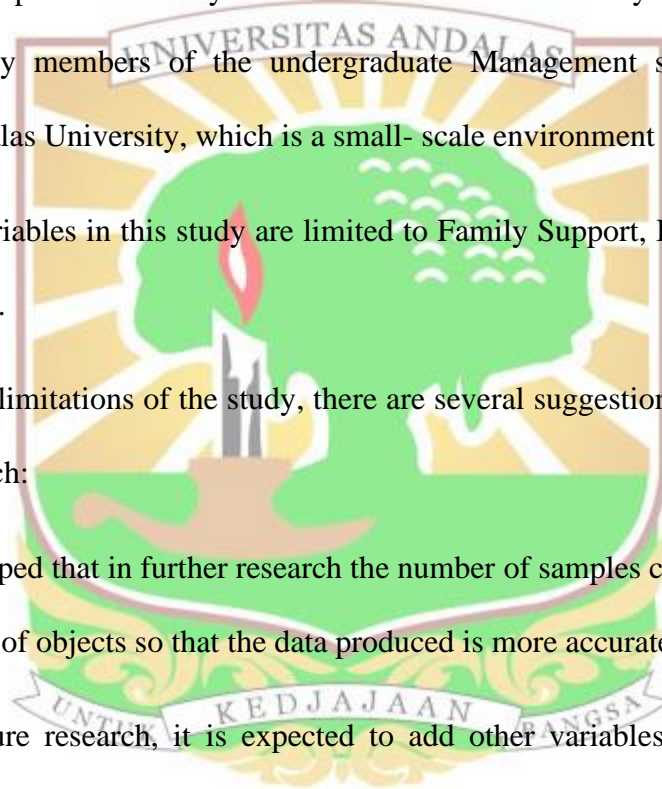 UNIVERSITAS ANDALAS
y members of the undergraduate Management s
las University, which is a small- scale environment
riables in this study are limited to Family Support,
.
limitations of the study, there are several suggestion
ch:
ped that in further research the number of samples c
of objects so that the data produced is more accurate
UNTUK KEDJAJAAN BANGSA
ure research, it is expected to add other variables